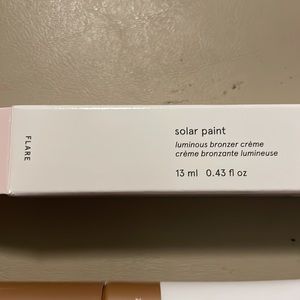 FLARE
solar paint
luminous bronzer crème
crème bronzante lumineuse
13 ml 0.43 fl oz